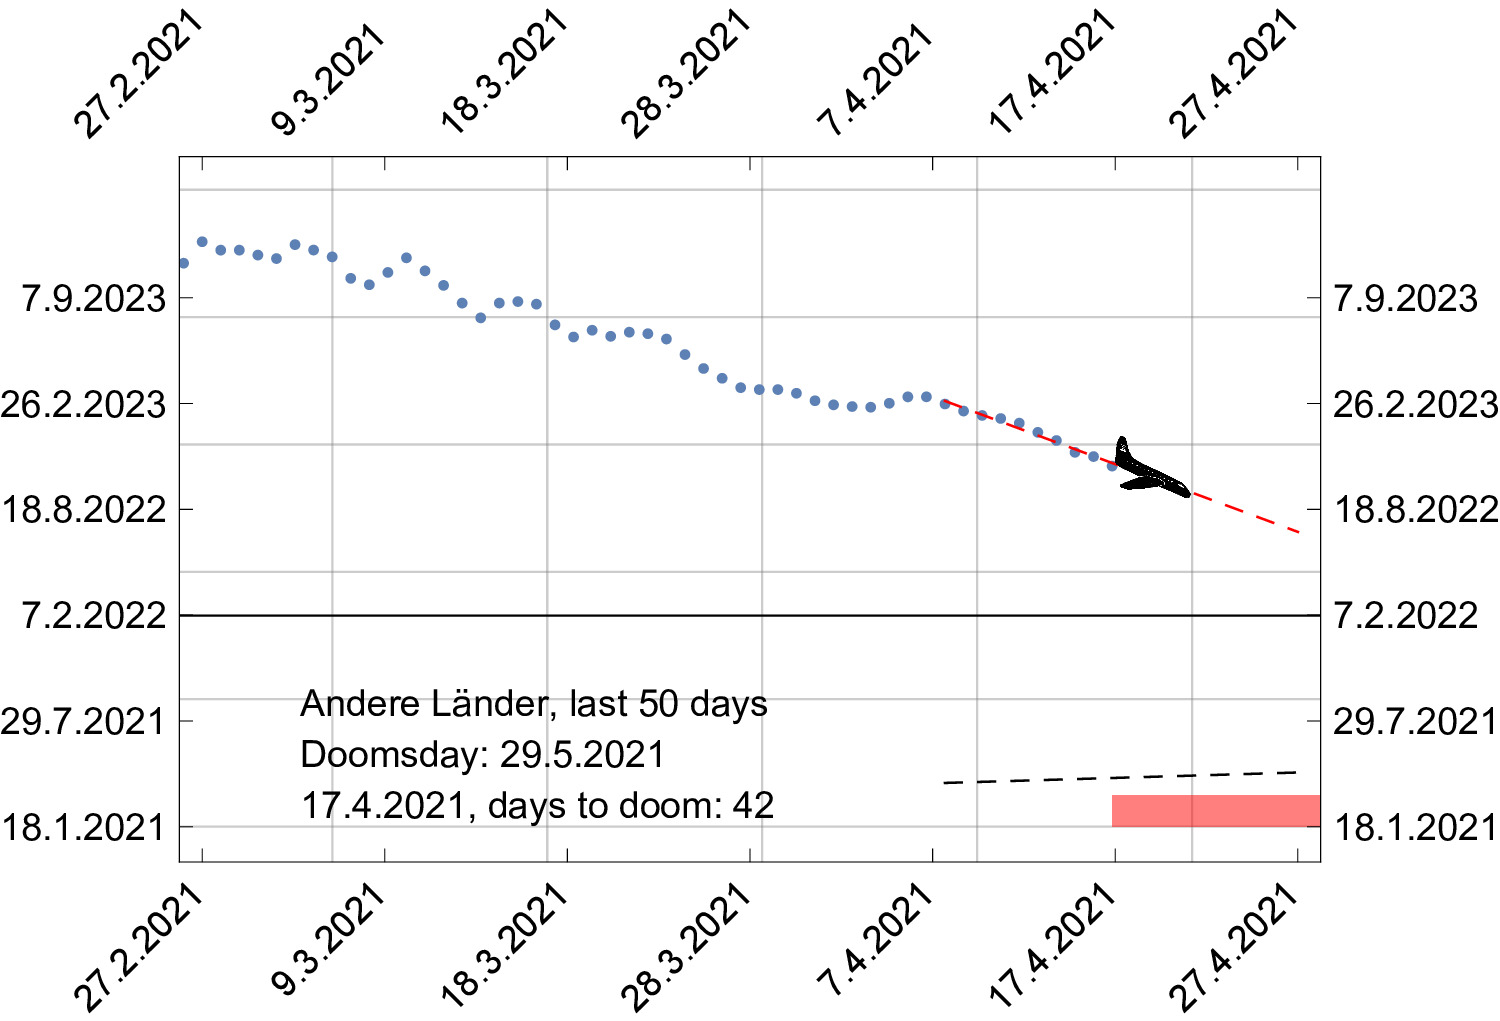 27.2.2021 9.3.2021 18.3.2021 28.3.2021 7.4.2021 17.4.2021 27.4.2021
7.9.2023 7.9.2023
26.2.2023 26.2.2023
18.8.2022 18.8.2022
7.2.2022 7.2.2022
Andere Länder, last 50 days
29.7.2021 29.7.2021
Doomsday: 29.5.2021
17.4.2021, days to doom: 42
18.1.2021 18.1.2021
27.2.2021 9.3.2021 18.3.2021 28.3.2021 7.4.2021 17.4.2021 27.4.2021